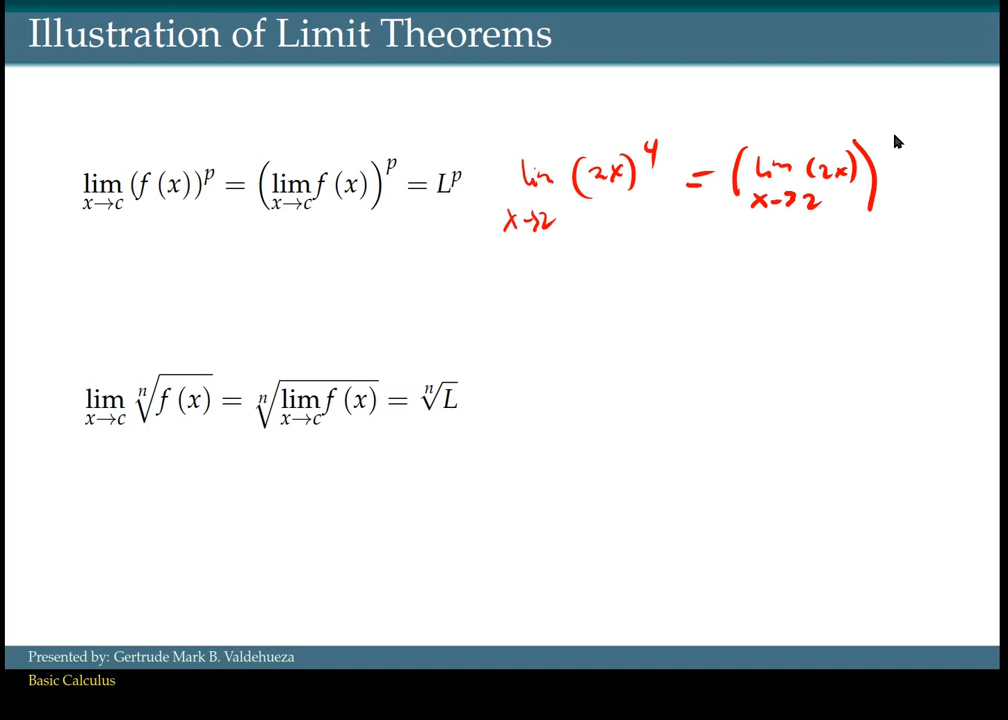 Illustration of Limit Theorems
lim x→c (f (x))^p = (lim x→c f (x))^p = L^p
lim x→2 (2x)^4 = (lim x→2 (2x))
lim x→c ⁿ√f (x) = ⁿ√lim x→c f (x) = ⁿ√L
Presented by: Gertrude Mark B. Valdehueza
Basic Calculus